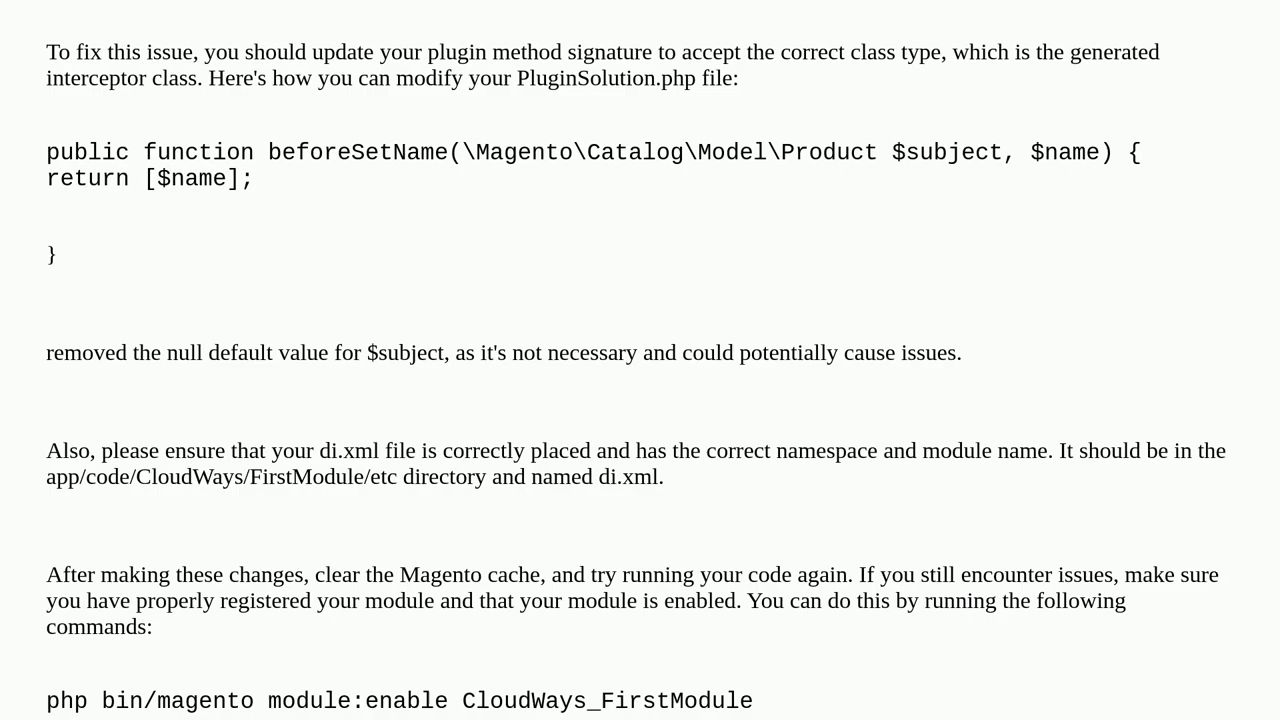 To fix this issue, you should update your plugin method signature to accept the correct class type, which is the generated
interceptor class. Here's how you can modify your PluginSolution.php file:
public function beforeSetName(\Magento\Catalog\Model\Product $subject, $name) {
return [$name];
}
removed the null default value for $subject, as it's not necessary and could potentially cause issues.
Also, please ensure that your di.xml file is correctly placed and has the correct namespace and module name. It should be in the
app/code/CloudWays/FirstModule/etc directory and named di.xml.
After making these changes, clear the Magento cache, and try running your code again. If you still encounter issues, make sure
you have properly registered your module and that your module is enabled. You can do this by running the following
commands:
php bin/magento module:enable CloudWays_FirstModule